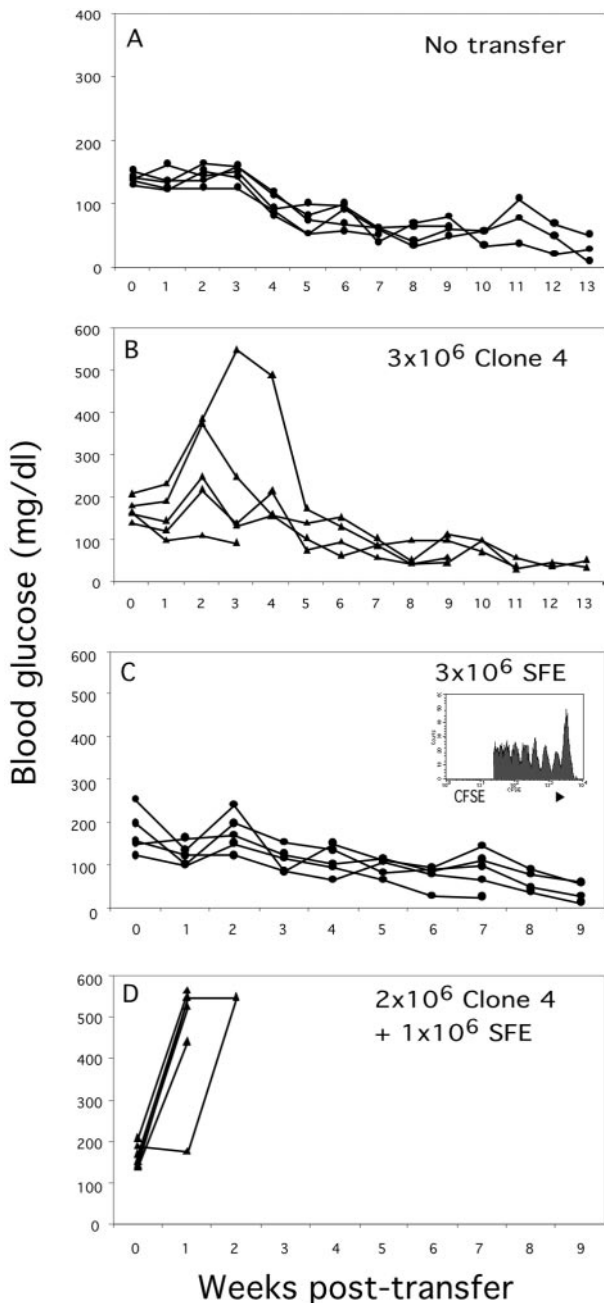 Blood glucose (mg/dl)
A
No transfer
400
300
200
100
0
0 1 2 3 4 5 6 7 8 9 10 11 12 13
B
3x10⁶ Clone 4
600
500
400
300
200
100
0
0 1 2 3 4 5 6 7 8 9 10 11 12 13
C
3x10⁶ SFE
600
500
400
300
200
100
0
CFSE
CFSE
0 1 2 3 4 5 6 7 8 9
D
2x10⁶ Clone 4
+ 1x10⁶ SFE
600
500
400
300
200
100
0
0 1 2 3 4 5 6 7 8 9
Weeks post-transfer